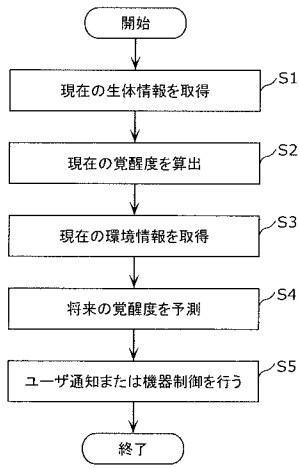 開始
現在の生体情報を取得
S1
現在の覚醒度を算出
S2
現在の環境情報を取得
S3
将来の覚醒度を予測
S4
ユーザ通知または機器制御を行う
S5
終了